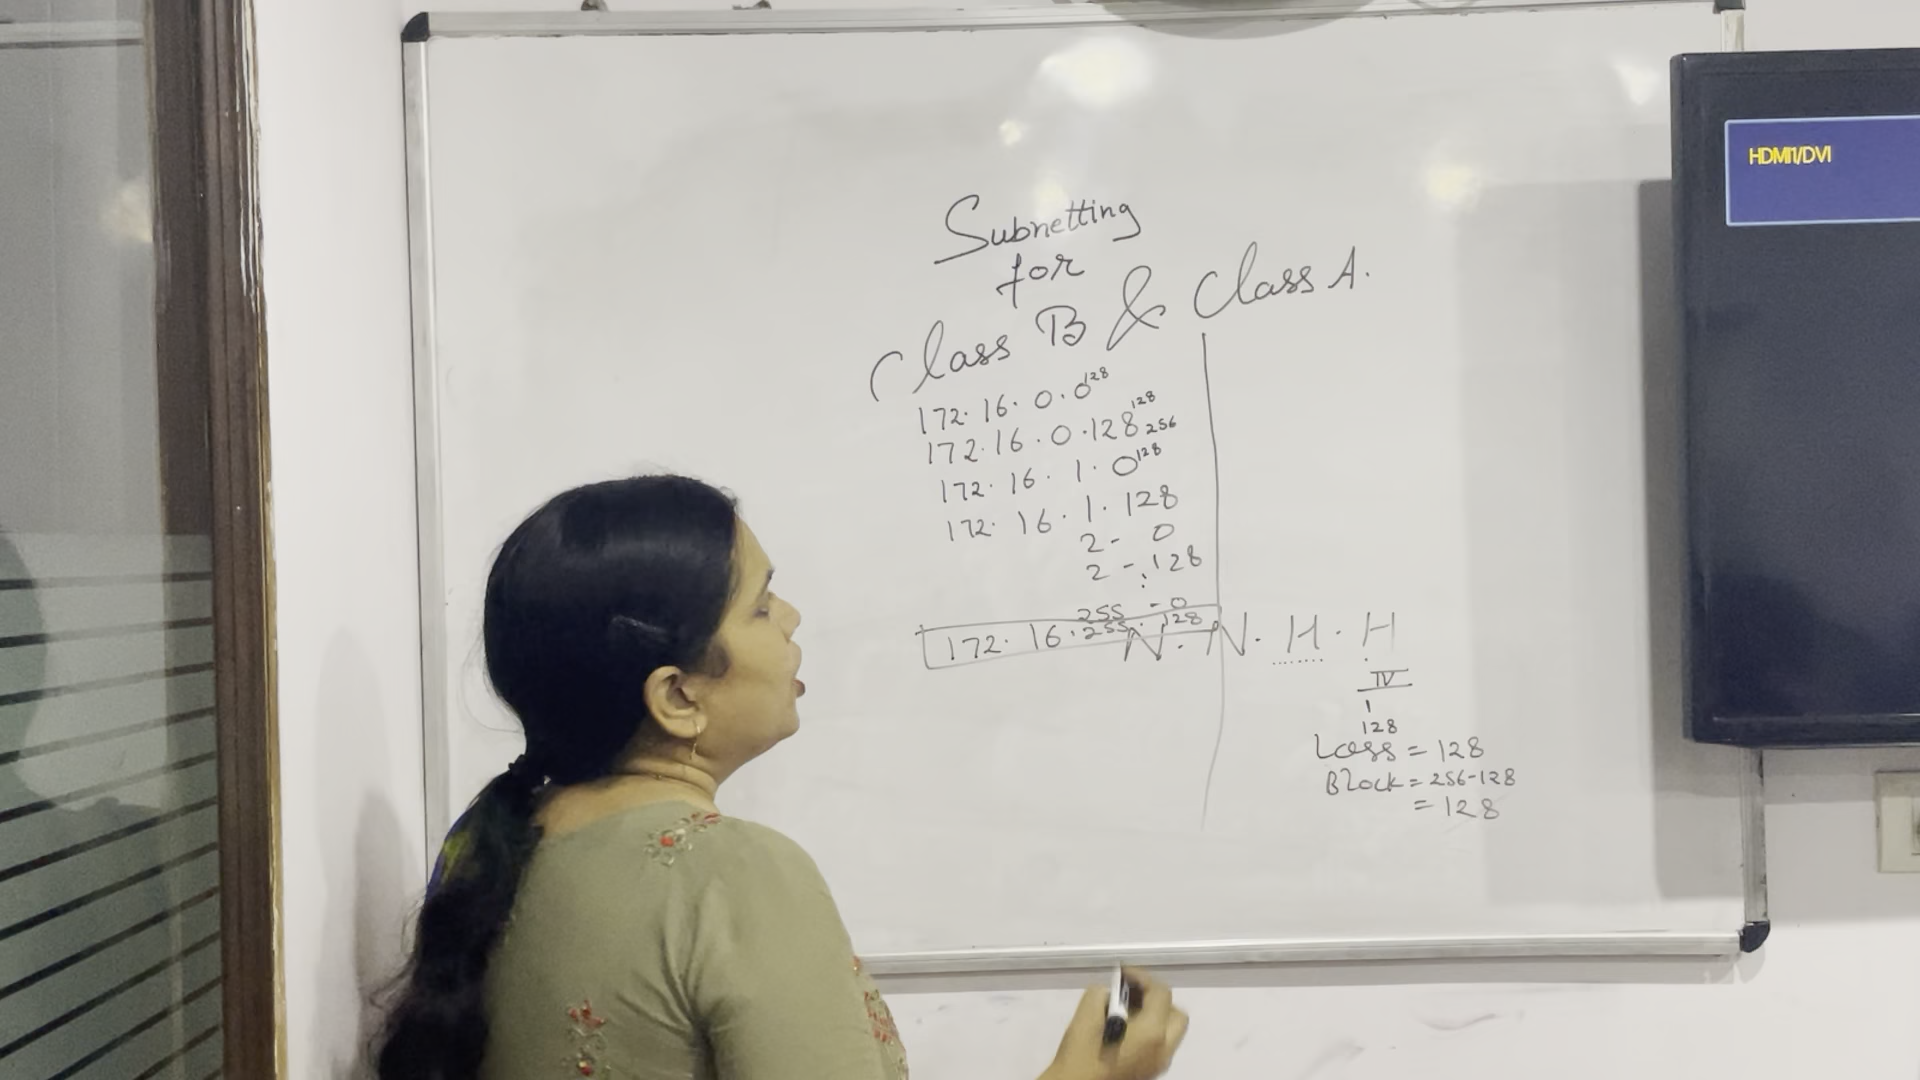 Subnetting
for
Class B & Class A.
172. 16. 0. 0 128
172. 16. 0. 128 128
256
172. 16. 1. 0 128
172. 16. 1. 128
2 - 0
2 - 128
:
255 - 0
172. 16. 255. 128
N. N. H. H
IV
1
128
Loss = 128
Block = 256-128
= 128
HDMI1/DVI